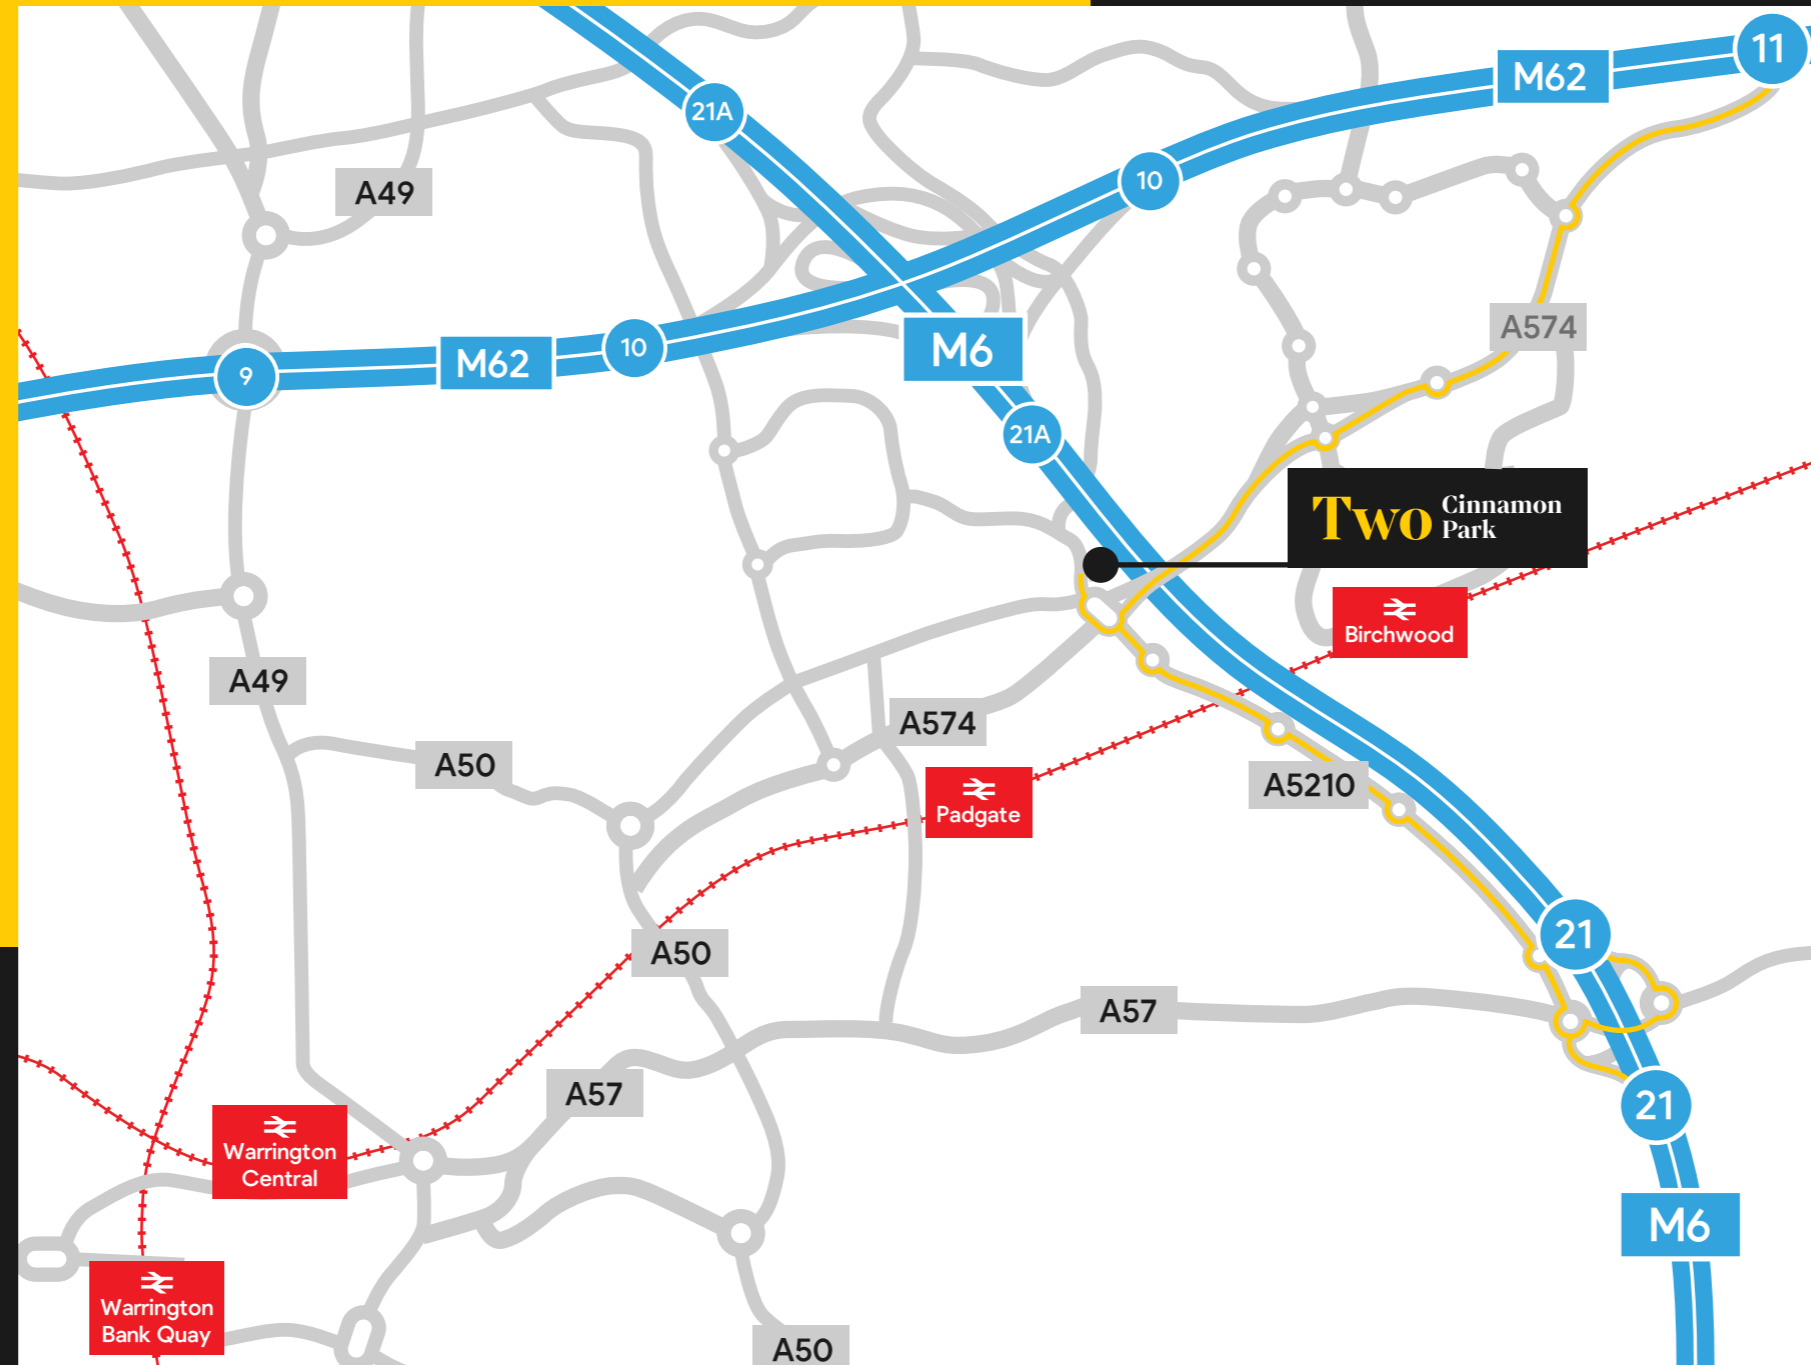 11
M62
21A
10
A49
A574
M6
10
M62
9
21A
Two Cinnamon
Park
Birchwood
A49
A574
A50
A5210
Padgate
21
A50
A57
A57
21
Warrington
Central
M6
Warrington
Bank Quay
A50